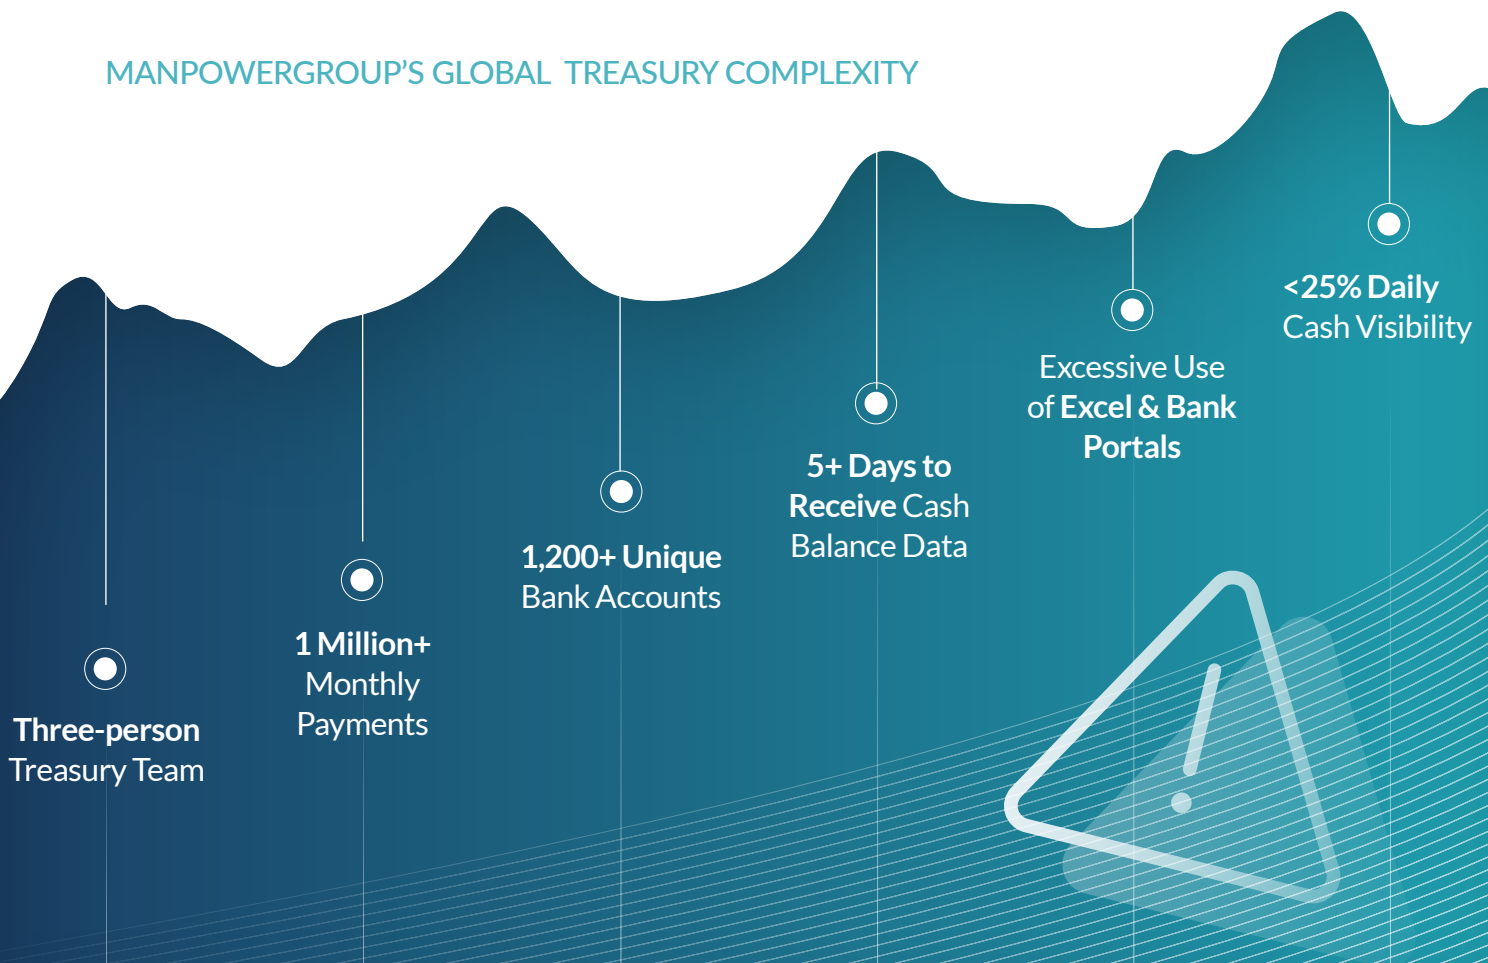 MANPOWERGROUP’S GLOBAL TREASURY COMPLEXITY
Three-person
Treasury Team
1 Million+
Monthly
Payments
1,200+ Unique
Bank Accounts
5+ Days to
Receive Cash
Balance Data
Excessive Use
of Excel & Bank
Portals
<25% Daily
Cash Visibility